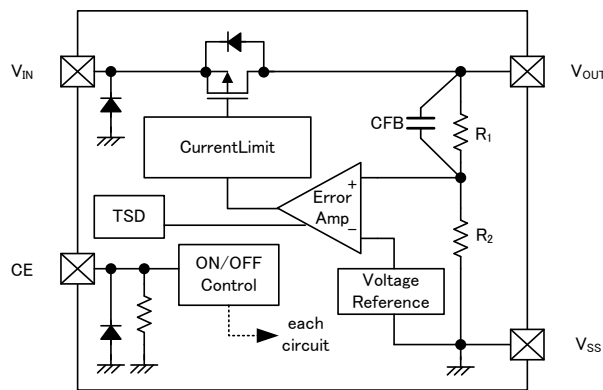 VIN
VOUT
CFB
R1
CurrentLimit
+
Error
Amp
−
TSD
R2
CE
ON/OFF
Control
Voltage
Reference
each
circuit
VSS